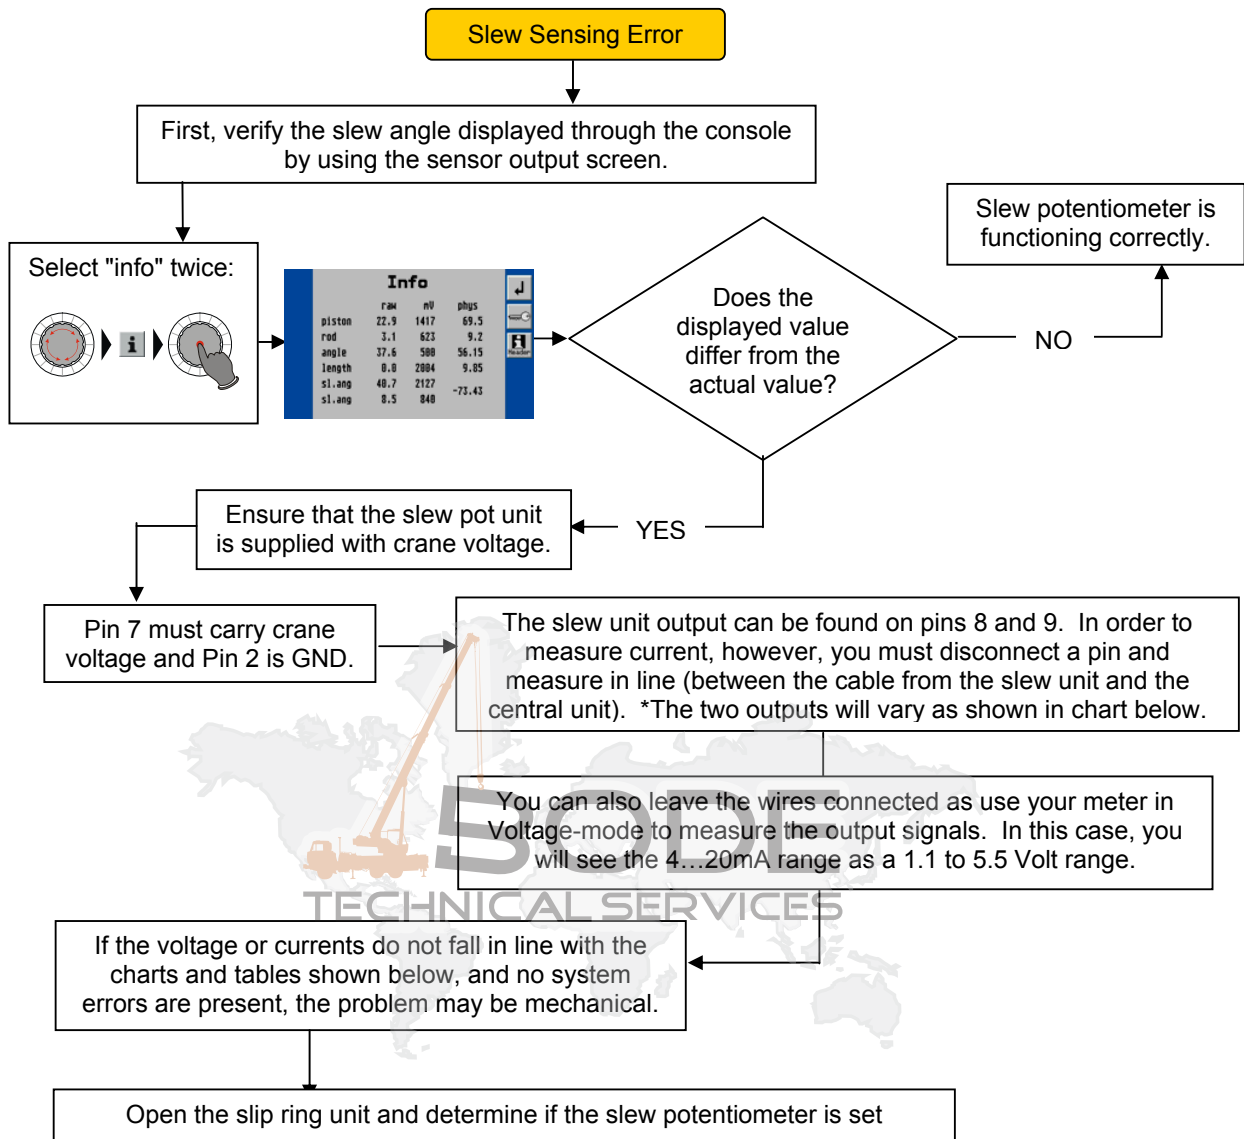 Slew Sensing Error
First, verify the slew angle displayed through the console
by using the sensor output screen.
Slew potentiometer is
functioning correctly.
Select "info" twice:
i
Info
raw mV phys
piston 22.9 1417 69.5
rod 3.1 623 9.2
angle 37.6 500 56.15
length 0.0 2004 9.85
sl.ang 40.7 2127
-73.43
sl.ang 8.5 840
Header
Does the
displayed value
differ from the
actual value?
NO
YES
Ensure that the slew pot unit
is supplied with crane voltage.
Pin 7 must carry crane
voltage and Pin 2 is GND.
The slew unit output can be found on pins 8 and 9. In order to
measure current, however, you must disconnect a pin and
measure in line (between the cable from the slew unit and the
central unit). *The two outputs will vary as shown in chart below.
You can also leave the wires connected as use your meter in
Voltage-mode to measure the output signals. In this case, you
will see the 4…20mA range as a 1.1 to 5.5 Volt range.
BODE
TECHNICAL SERVICES
If the voltage or currents do not fall in line with the
charts and tables shown below, and no system
errors are present, the problem may be mechanical.
Open the slip ring unit and determine if the slew potentiometer is set